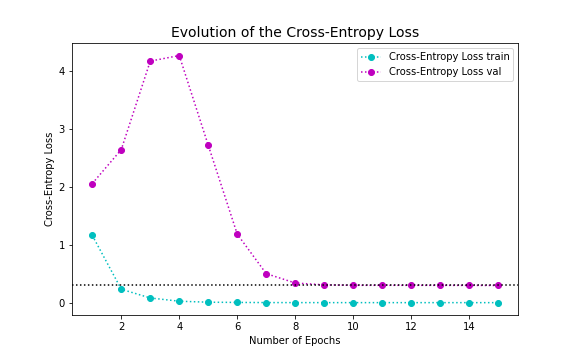 Evolution of the Cross-Entropy Loss
Cross-Entropy Loss train
Cross-Entropy Loss val
Cross-Entropy Loss
4
3
2
1
0
2 4 6 8 10 12 14
Number of Epochs